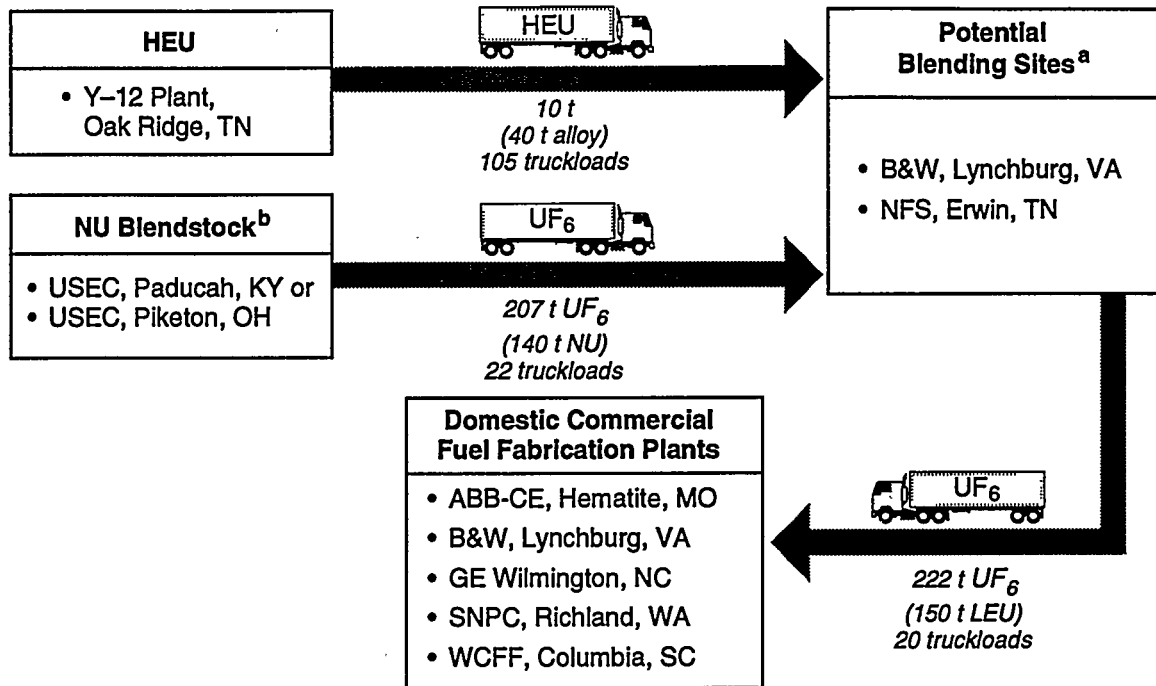 HEU
• Y–12 Plant,
Oak Ridge, TN
HEU
10 t
(40 t alloy)
105 truckloads
Potential
Blending Sitesᵃ
• B&W, Lynchburg, VA
• NFS, Erwin, TN
NU Blendstockᵇ
• USEC, Paducah, KY or
• USEC, Piketon, OH
UF₆
207 t UF₆
(140 t NU)
22 truckloads
Domestic Commercial
Fuel Fabrication Plants
• ABB-CE, Hematite, MO
• B&W, Lynchburg, VA
• GE Wilmington, NC
• SNPC, Richland, WA
• WCFF, Columbia, SC
UF₆
222 t UF₆
(150 t LEU)
20 truckloads